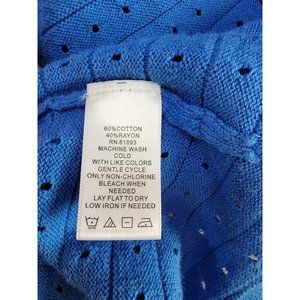 60%COTTON
40%RAYON
RN 81893
MACHINE WASH
COLD
WITH LIKE COLORS
GENTLE CYCLE
ONLY NON-CHLORINE
BLEACH WHEN
NEEDED
LAY FLAT TO DRY
LOW IRON IF NEEDED